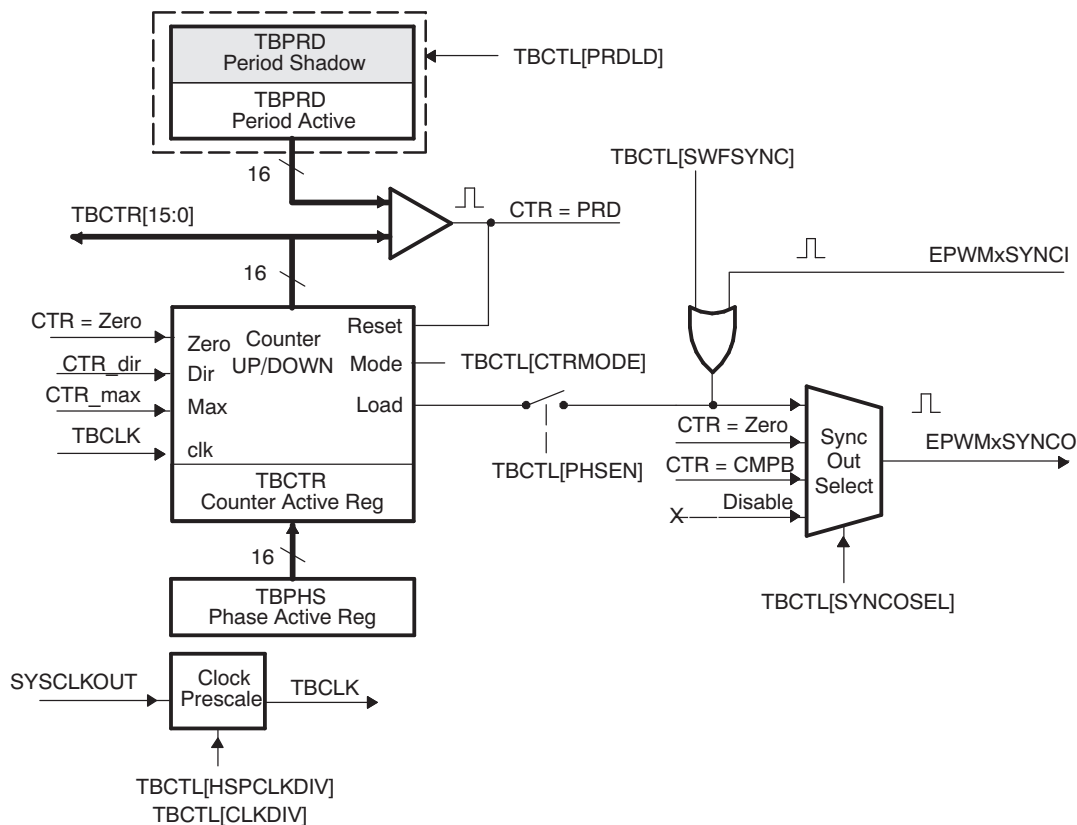 TBPRD
Period Shadow
TBCTL[PRDLD]
TBPRD
Period Active
16
TBCTL[SWFSYNC]
TBCTR[15:0]
CTR = PRD
16
EPWMxSYNCI
CTR = Zero
CTR_dir
CTR_max
TBCLK
Zero
Dir
Max
clk
Counter
UP/DOWN
Reset
Mode
Load
TBCTL[CTRMODE]
TBCTR
Counter Active Reg
TBCTL[PHSEN]
CTR = Zero
CTR = CMPB
Disable
X
Sync
Out
Select
EPWMxSYNCO
16
TBPHS
Phase Active Reg
TBCTL[SYNCOSEL]
SYSCLKOUT
Clock
Prescale
TBCLK
TBCTL[HSPCLKDIV]
TBCTL[CLKDIV]